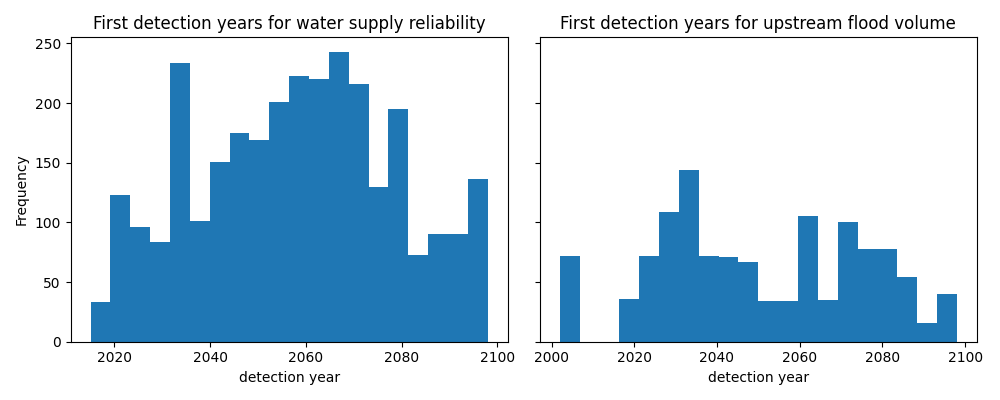 First detection years for water supply reliability
First detection years for upstream flood volume
250
200
150
100
50
0
Frequency
2020 2040 2060 2080 2100
2000 2020 2040 2060 2080 2100
detection year
detection year